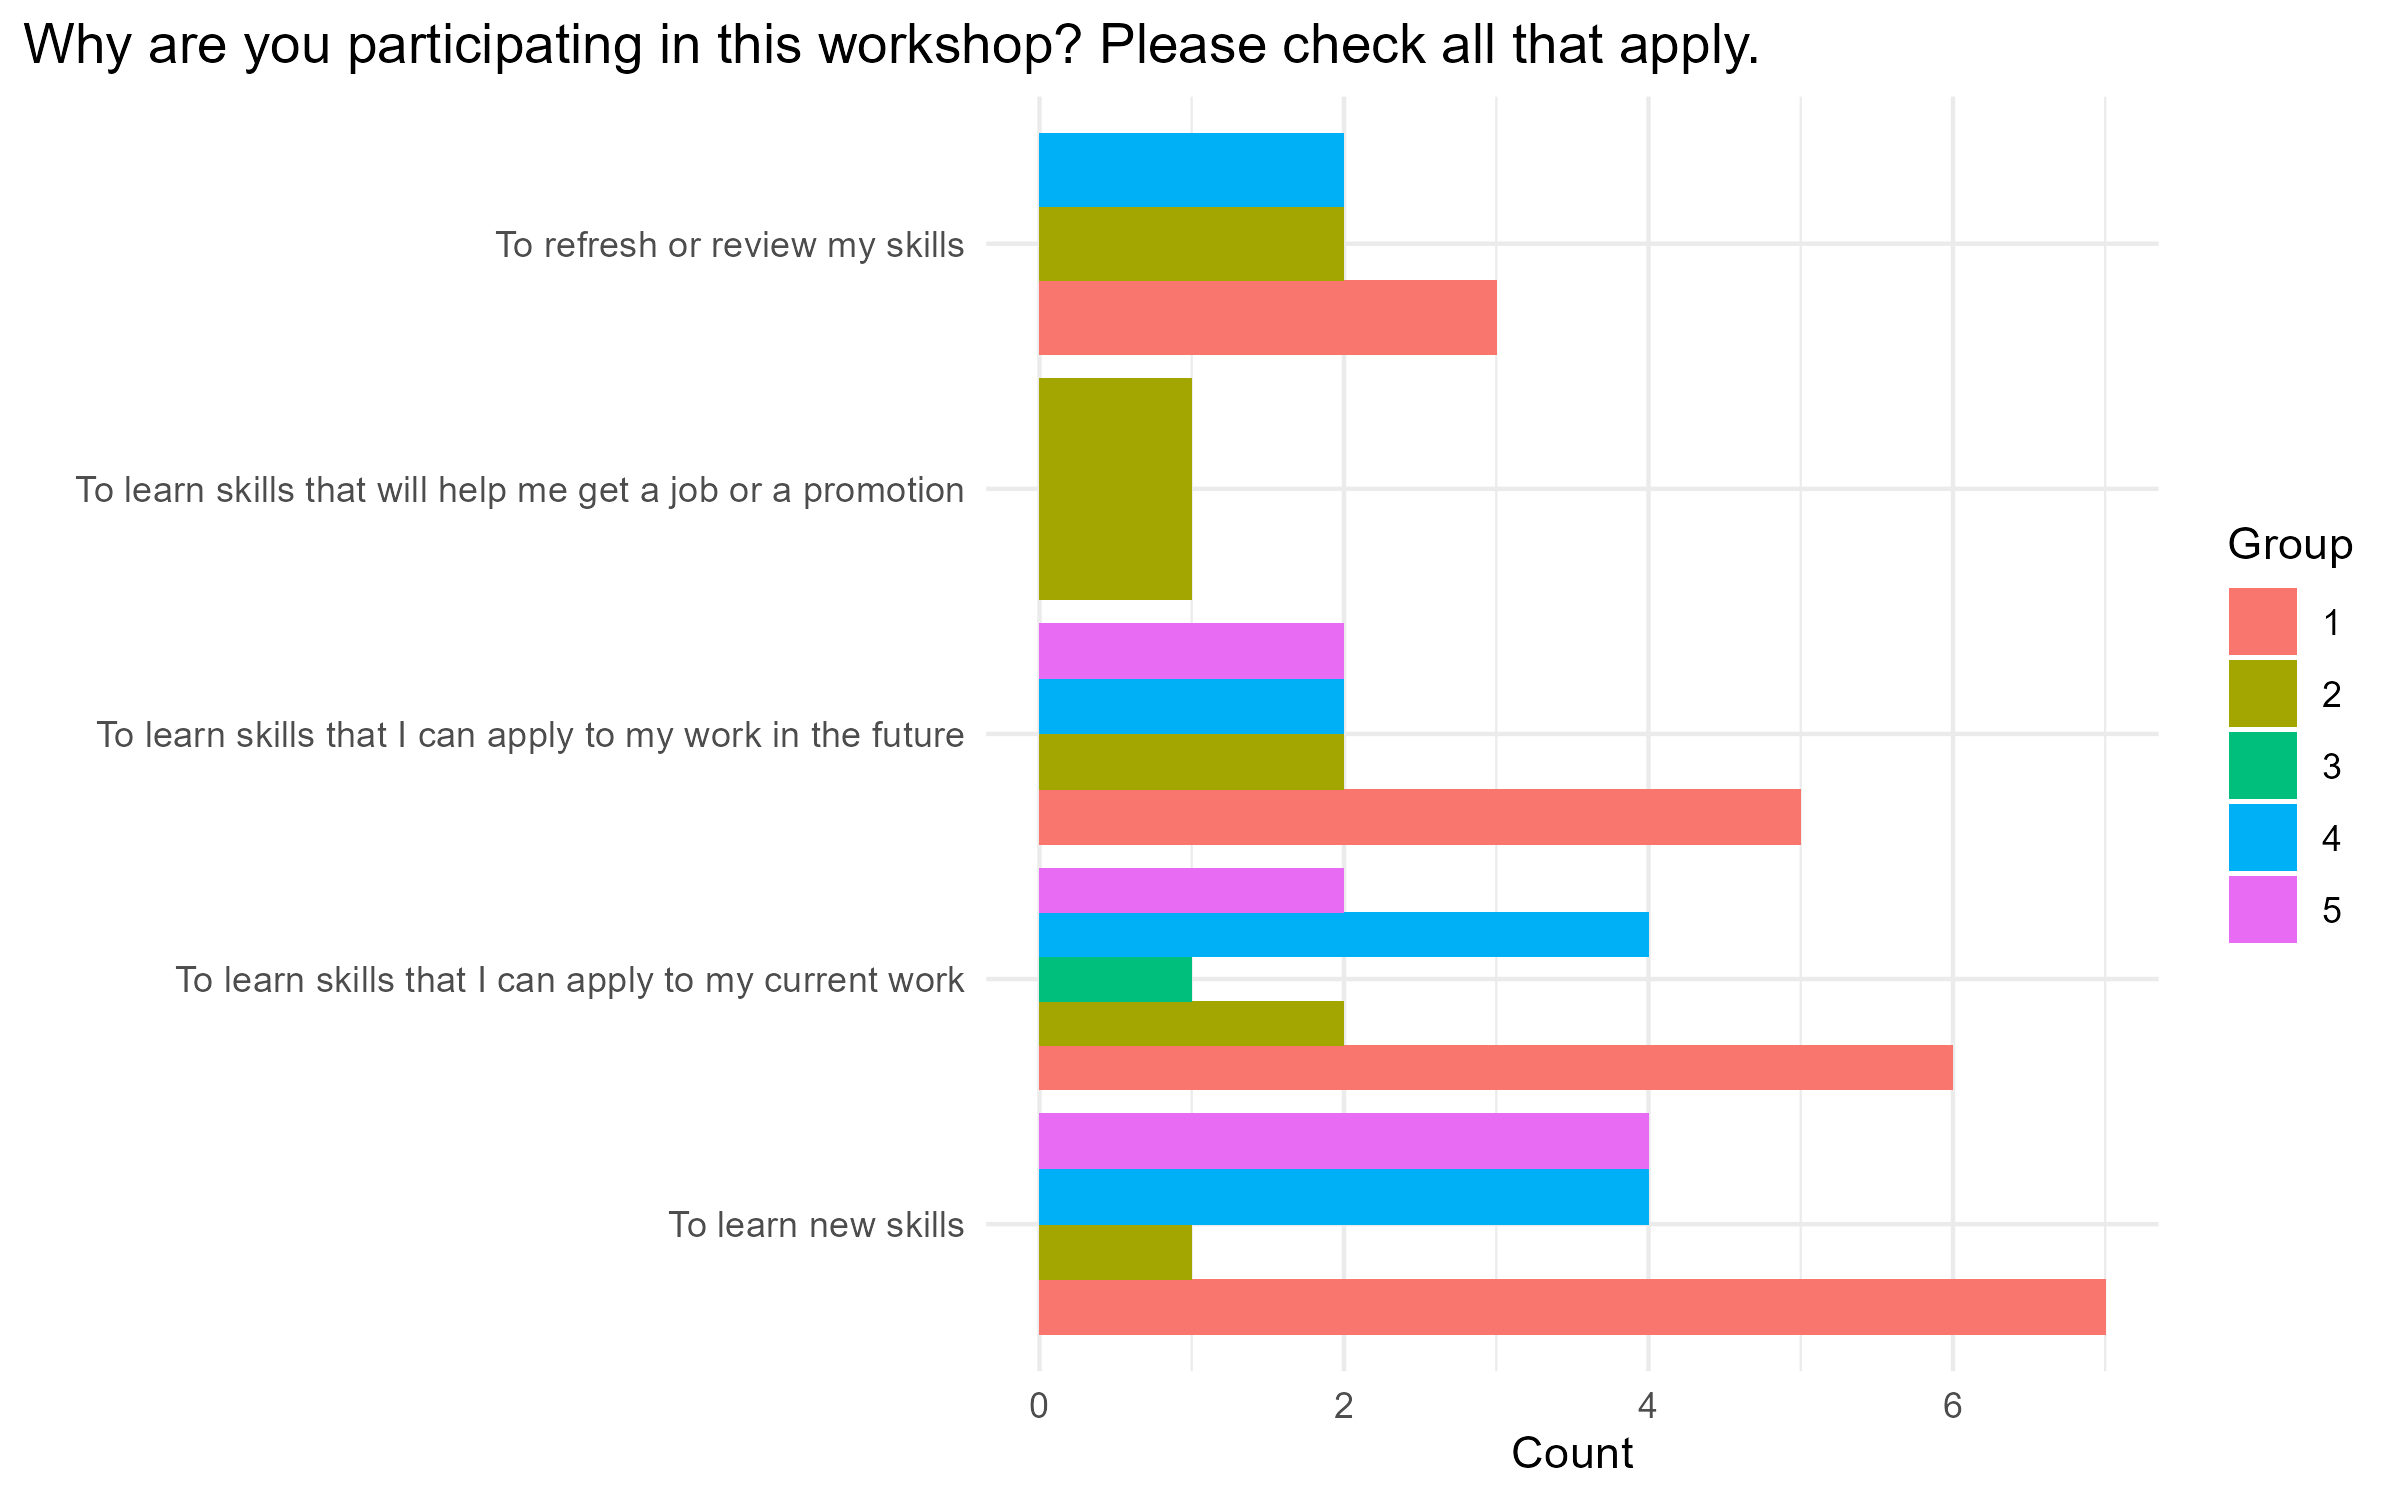 Why are you participating in this workshop? Please check all that apply.
To refresh or review my skills
To learn skills that will help me get a job or a promotion
To learn skills that I can apply to my work in the future
To learn skills that I can apply to my current work
To learn new skills
0 2 4 6
Count
Group
1
2
3
4
5